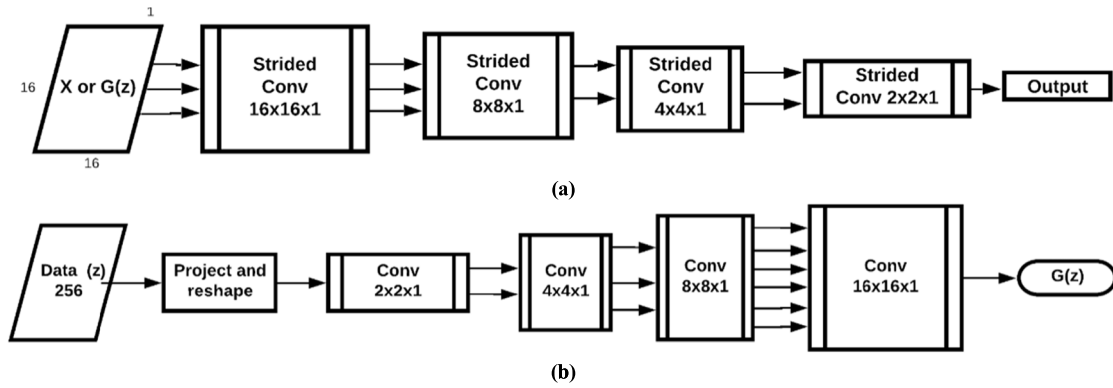 1
16
X or G(z)
16
Strided
Conv
16x16x1
Strided
Conv
8x8x1
Strided
Conv
4x4x1
Strided
Conv 2x2x1
Output
(a)
Data (z)
256
Project and
reshape
Conv
2x2x1
Conv
4x4x1
Conv
8x8x1
Conv
16x16x1
G(z)
(b)